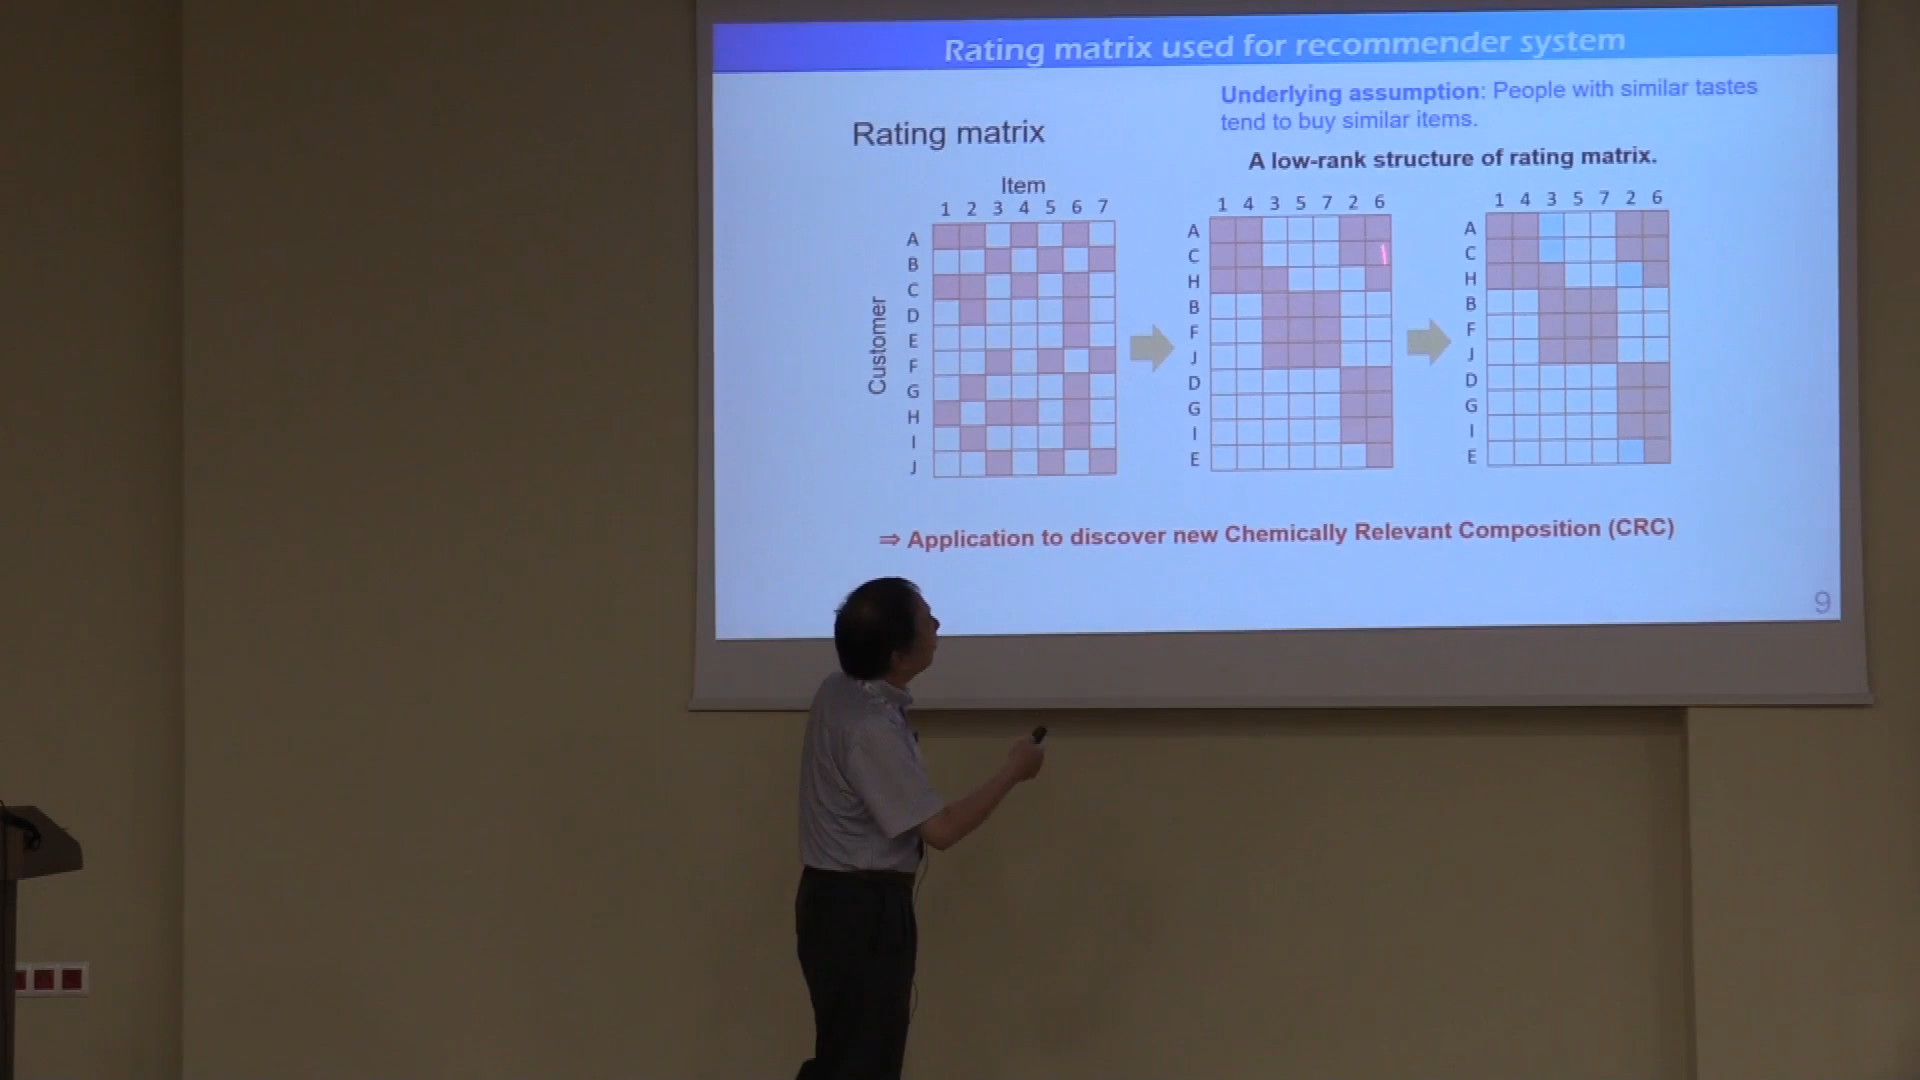 Rating matrix used for recommender system
Underlying assumption: People with similar tastes
tend to buy similar items.
Rating matrix
A low-rank structure of rating matrix.
Item
1 2 3 4 5 6 7
Customer
A
B
C
D
E
F
G
H
I
J
1 4 3 5 7 2 6
A
C
H
B
F
J
D
G
I
E
1 4 3 5 7 2 6
A
C
H
B
F
J
D
G
I
E
⇒ Application to discover new Chemically Relevant Composition (CRC)
9